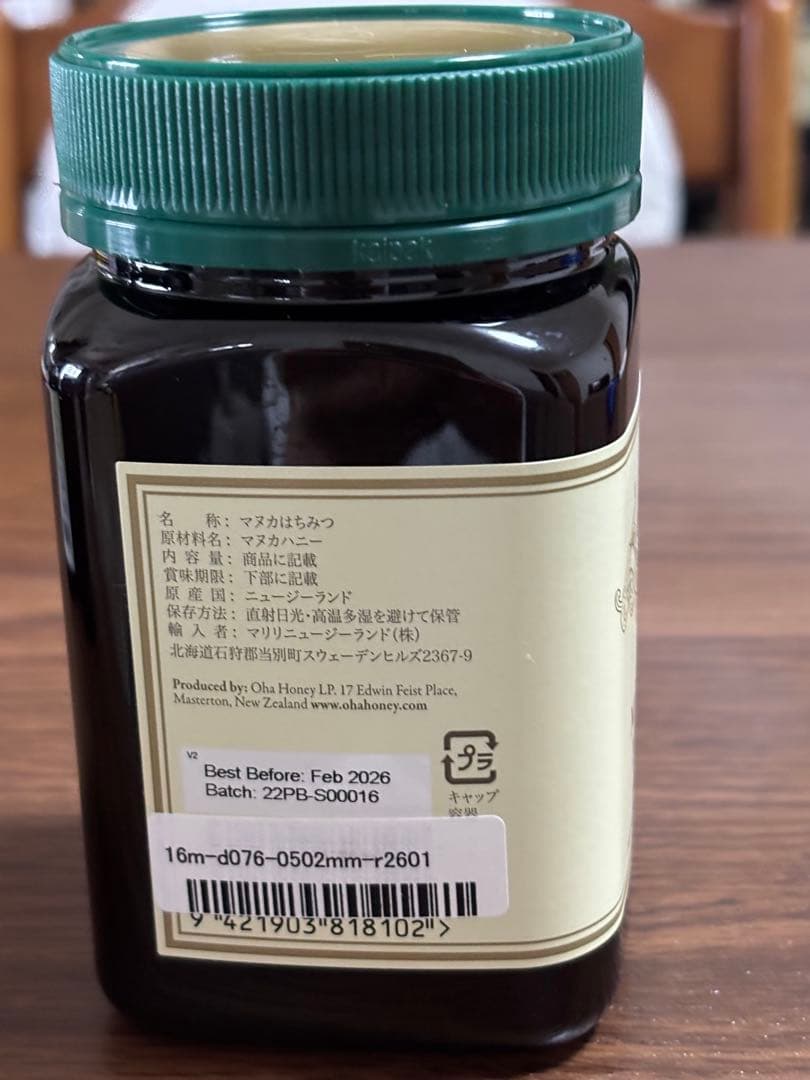 kaipak
名 称： マヌカはちみつ
原材料名： マヌカハニー
内 容 量： 商品に記載
賞味期限： 下部に記載
原 産 国： ニュージーランド
保存方法： 直射日光・高温多湿を避けて保管
輸 入 者： マリリニュージーランド（株）
北海道石狩郡当別町スウェーデンヒルズ2367-9
Produced by: Oha Honey LP. 17 Edwin Feist Place,
Masterton, New Zealand www.ohahoney.com
V2
Best Before: Feb 2026
Batch: 22PB-S00016
プラ
キャップ
容器
16m-d076-0502mm-r2601
9 "421903"818102">